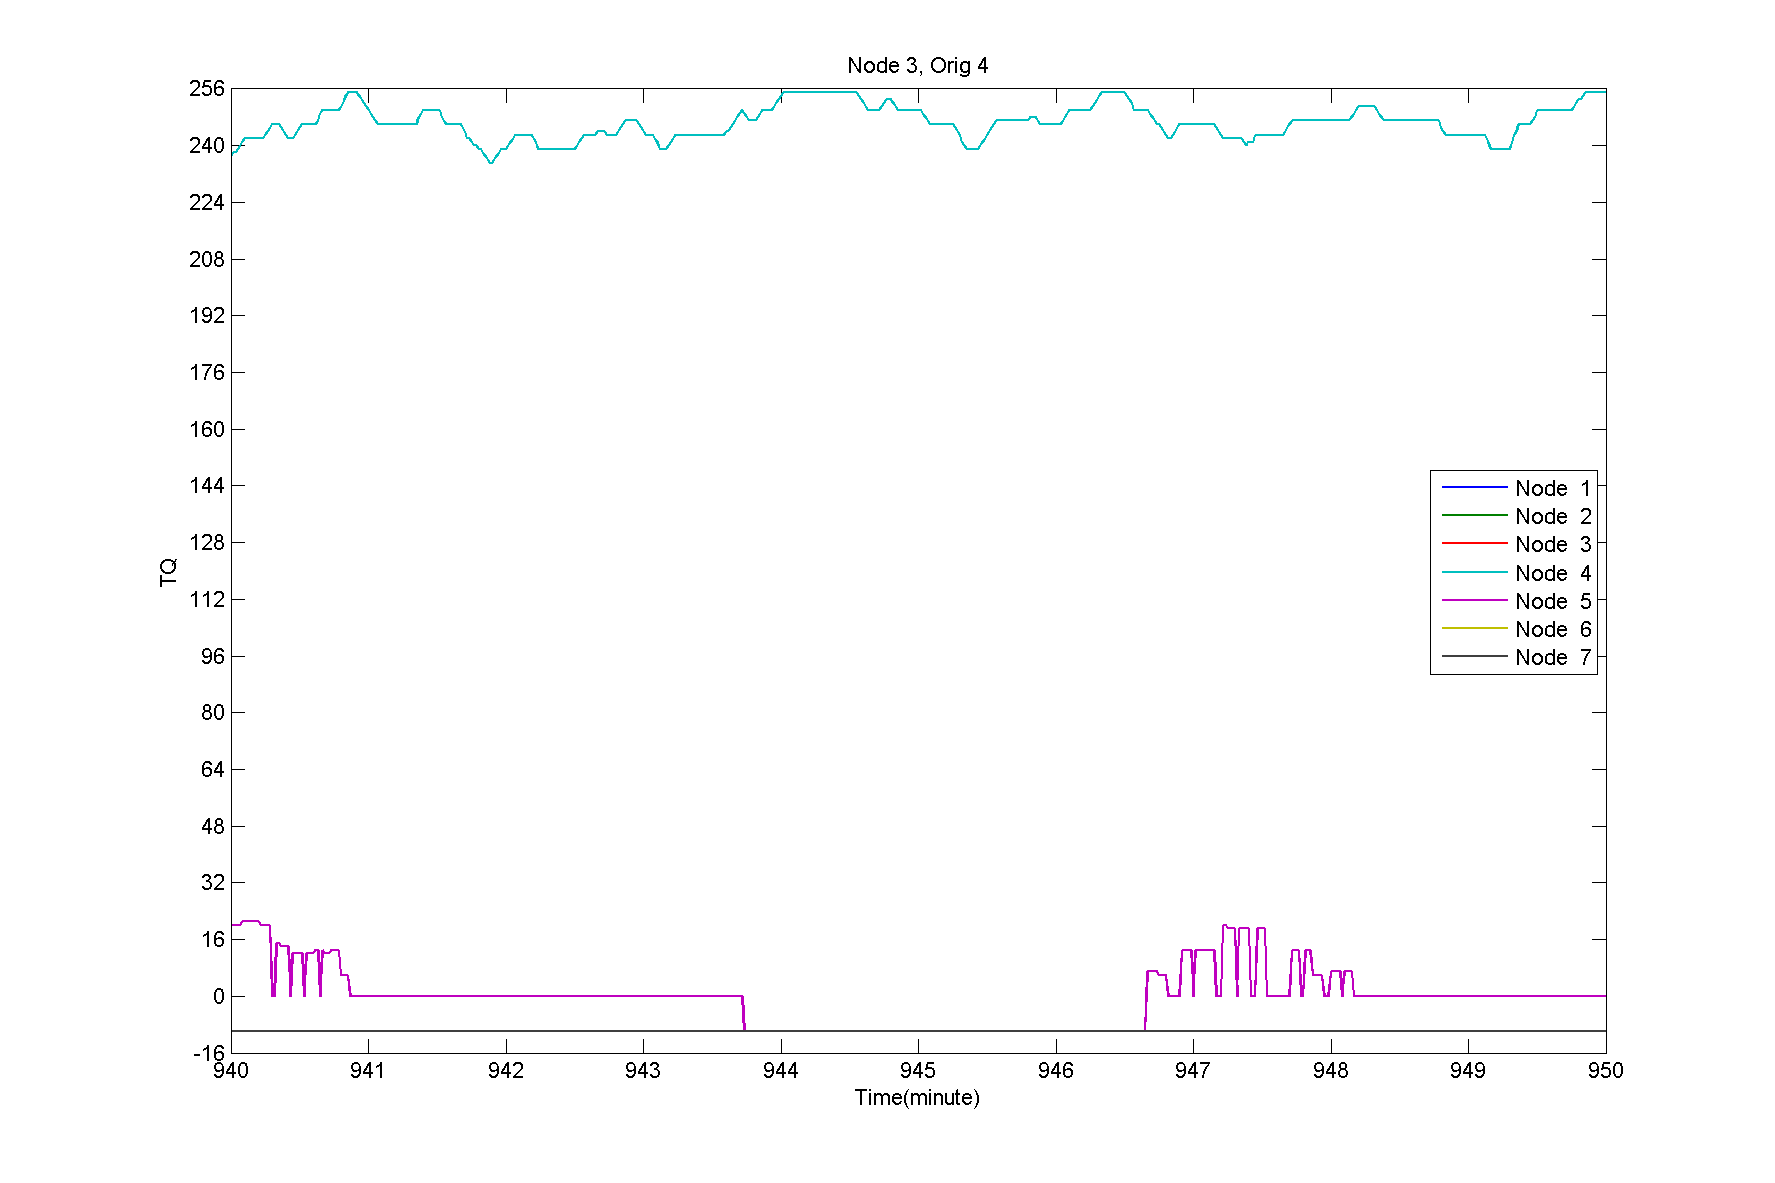 Node 3, Orig 4
256
240
224
208
192
176
160
144
128
112
96
80
64
48
32
16
0
-16
TQ
Node 1
Node 2
Node 3
Node 4
Node 5
Node 6
Node 7
940 941 942 943 944 945 946 947 948 949 950
Time(minute)